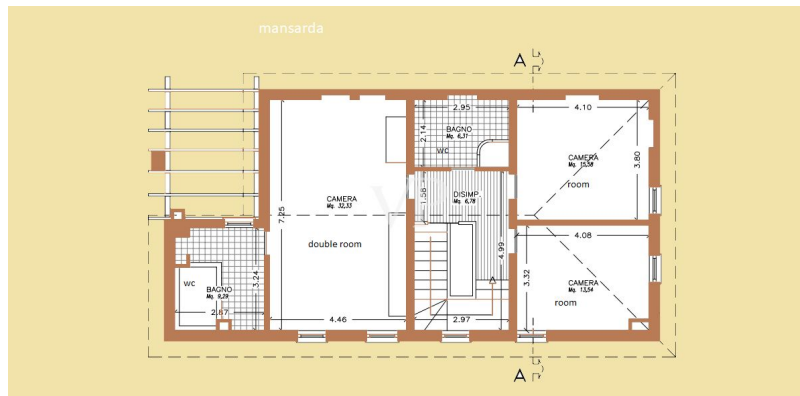 mansarda
A
2.95
4.10
2.14
BAGNO
Mq. 6,31
WC
CAMERA
Mq. 15,58
3.80
room
CAMERA
Mq. 32,33
1.58
DISIMP.
Mq. 6,78
7.25
double room
4.08
4.99
3.32
3.24
WC
BAGNO
Mq. 9,29
2.87
CAMERA
Mq. 13,54
room
4.46
2.97
A